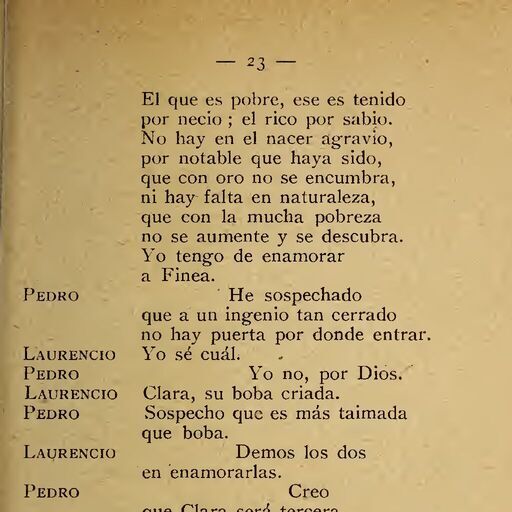 — 23 —
El que es pobre, ese es tenido
por necio ; el rico por sabio.
No hay en el nacer agravio,
por notable que haya sido,
que con oro no se encumbra,
ni hay falta en naturaleza,
que con la mucha pobreza
no se aumente y se descubra.
Yo tengo de enamorar
a Finea.
PEDRO He sospechado
que a un ingenio tan cerrado
no hay puerta por donde entrar.
LAURENCIO Yo sé cuál.
PEDRO Yo no, por Dios.
LAURENCIO Clara, su boba criada.
PEDRO Sospecho que es más taimada
que boba.
LAURENCIO Demos los dos
en enamorarlas.
PEDRO Creo
que Clara será tercera